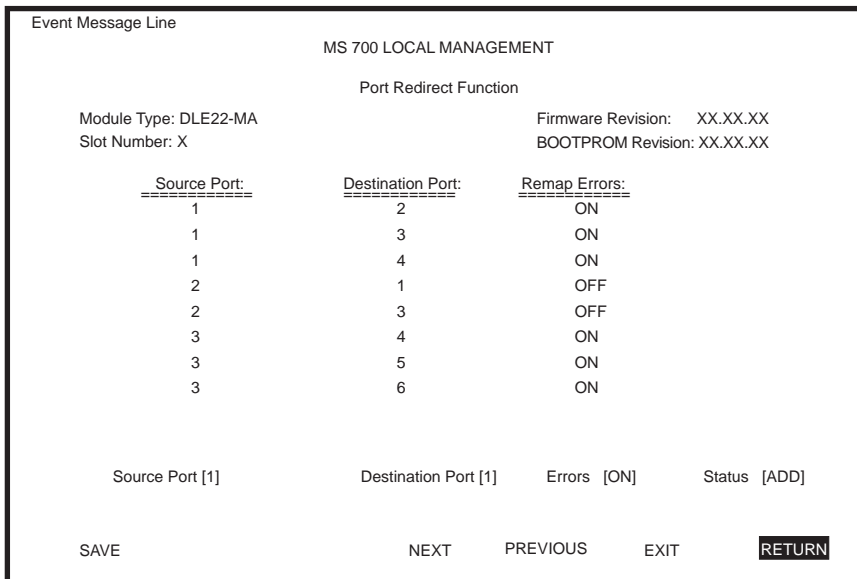 Event Message Line
MS 700 LOCAL MANAGEMENT
Port Redirect Function
Module Type: DLE22-MA Firmware Revision: XX.XX.XX
Slot Number: X BOOTPROM Revision: XX.XX.XX
Source Port: Destination Port: Remap Errors:
============ ============ ============
1 2 ON
1 3 ON
1 4 ON
2 1 OFF
2 3 OFF
3 4 ON
3 5 ON
3 6 ON
Source Port [1] Destination Port [1] Errors [ON] Status [ADD]
SAVE NEXT PREVIOUS EXIT RETURN